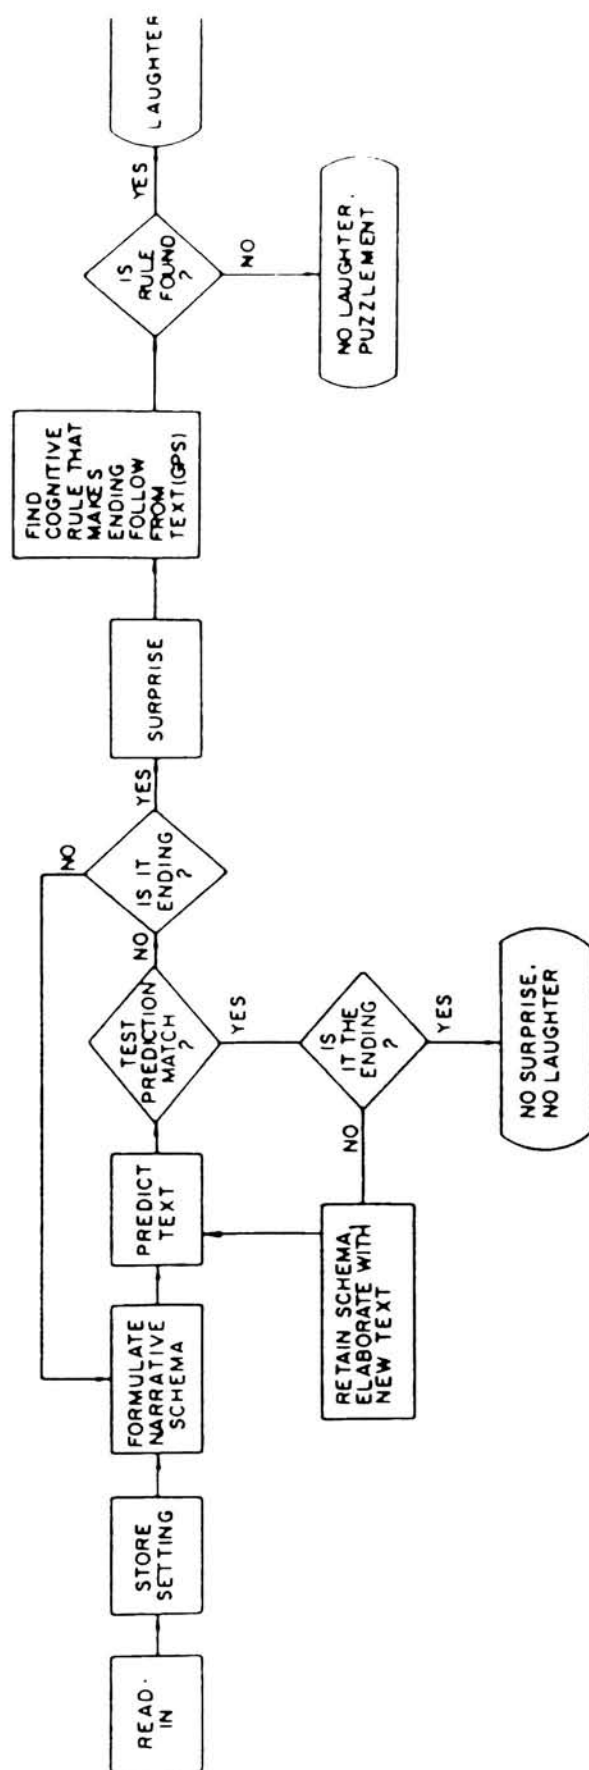 READ-
IN
STORE
SETTING
FORMULATE
NARRATIVE
SCHEMA
PREDICT
TEXT
TEST
PREDICTION
MATCH
?
NO
YES
IS IT
ENDING
?
NO
YES
SURPRISE
FIND
COGNITIVE
RULE THAT
MAKES
ENDING
FOLLOW
FROM
TEXT(GPS)
IS
RULE
FOUND
?
YES
LAUGHTER
NO
NO LAUGHTER.
PUZZLEMENT
IS
IT THE
ENDING
?
NO
YES
RETAIN SCHEMA,
ELABORATE WITH
NEW TEXT
NO SURPRISE.
NO LAUGHTER